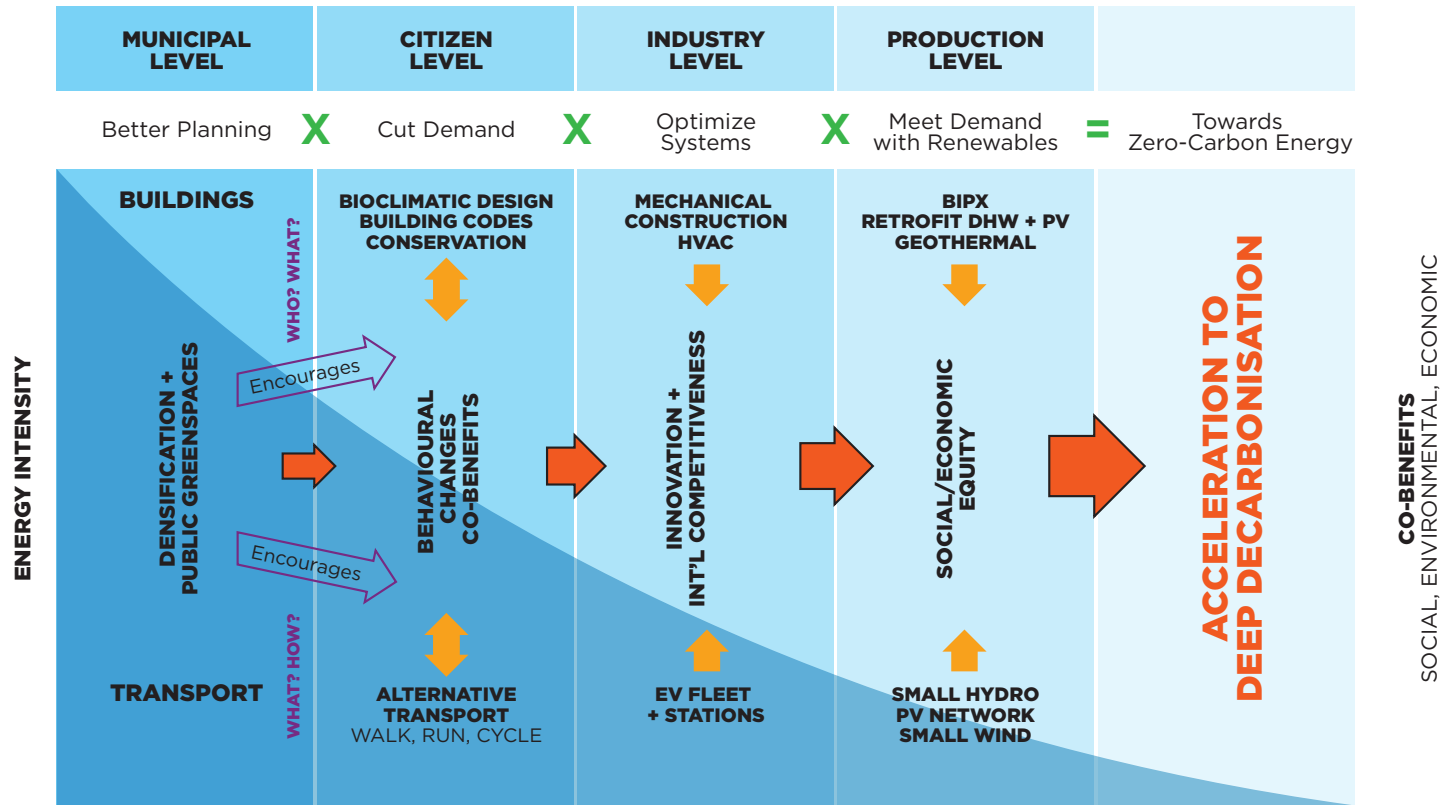 MUNICIPAL
LEVEL
CITIZEN
LEVEL
INDUSTRY
LEVEL
PRODUCTION
LEVEL
Better Planning
X
Cut Demand
X
Optimize
Systems
X
Meet Demand
with Renewables
=
Towards
Zero-Carbon Energy
ENERGY INTENSITY
BUILDINGS
DENSIFICATION +
PUBLIC GREENSPACES
TRANSPORT
WHO? WHAT?
Encourages
Encourages
WHAT? HOW?
BIOCLIMATIC DESIGN
BUILDING CODES
CONSERVATION
BEHAVIOURAL
CHANGES
CO-BENEFITS
ALTERNATIVE
TRANSPORT
WALK, RUN, CYCLE
MECHANICAL
CONSTRUCTION
HVAC
INNOVATION +
INT'L COMPETITIVENESS
EV FLEET
+ STATIONS
BIPX
RETROFIT DHW + PV
GEOTHERMAL
SOCIAL/ECONOMIC
EQUITY
SMALL HYDRO
PV NETWORK
SMALL WIND
ACCELERATION TO
DEEP DECARBONISATION
CO-BENEFITS
SOCIAL, ENVIRONMENTAL, ECONOMIC